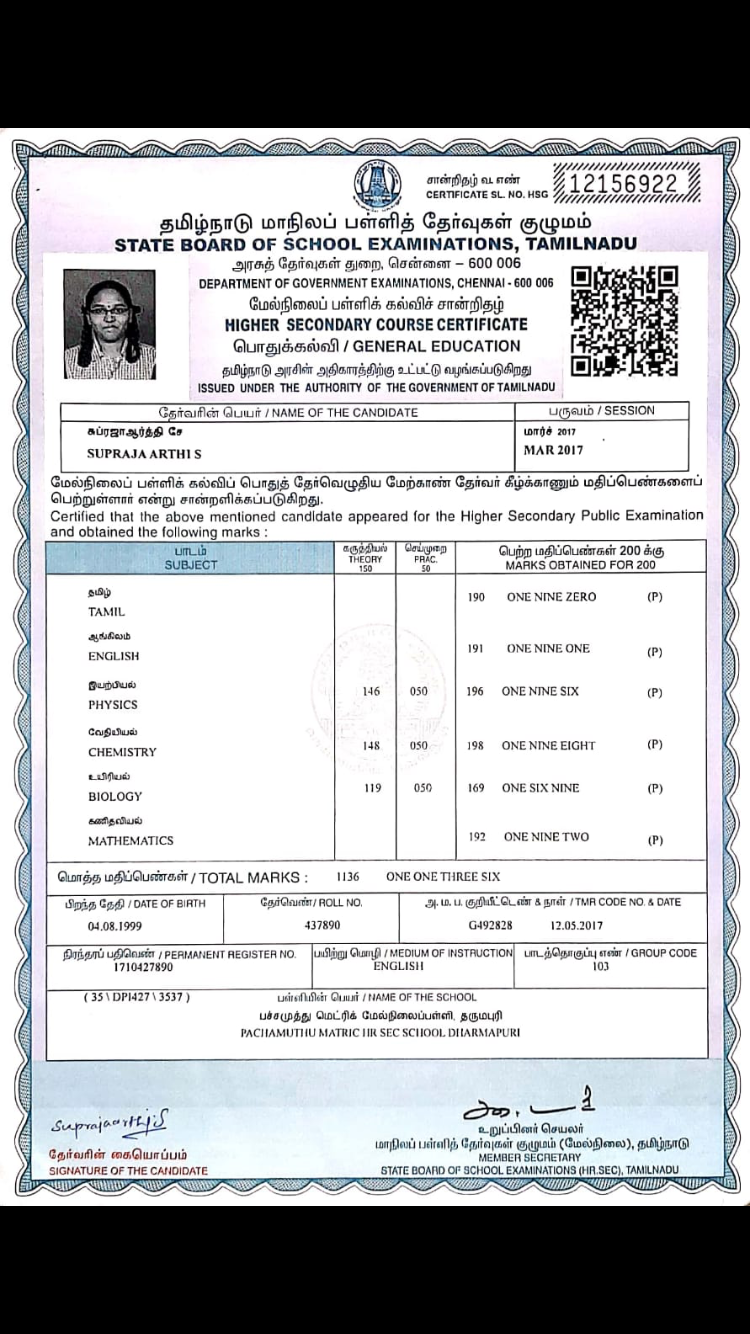 சான்றிதழ் வ. எண்
CERTIFICATE SL. NO. HSG 12156922
தமிழ்நாடு மாநிலப் பள்ளித் தேர்வுகள் குழுமம்
STATE BOARD OF SCHOOL EXAMINATIONS, TAMILNADU
அரசுத் தேர்வுகள் துறை, சென்னை – 600 006
DEPARTMENT OF GOVERNMENT EXAMINATIONS, CHENNAI - 600 006
மேல்நிலைப் பள்ளிக் கல்விச் சான்றிதழ்
HIGHER SECONDARY COURSE CERTIFICATE
பொதுக்கல்வி / GENERAL EDUCATION
தமிழ்நாடு அரசின் அதிகாரத்திற்கு உட்பட்டு வழங்கப்படுகிறது
ISSUED UNDER THE AUTHORITY OF THE GOVERNMENT OF TAMILNADU
தேர்வரின் பெயர் / NAME OF THE CANDIDATE பருவம் / SESSION
சுப்ரஜாஆர்த்தி சே மார்ச் 2017
SUPRAJA ARTHI S MAR 2017
மேல்நிலைப் பள்ளிக் கல்விப் பொதுத் தேர்வெழுதிய மேற்காண் தேர்வர் கீழ்க்காணும் மதிப்பெண்களைப்
பெற்றுள்ளார் என்று சான்றளிக்கப்படுகிறது.
Certified that the above mentioned candidate appeared for the Higher Secondary Public Examination
and obtained the following marks :
பாடம் கருத்தியல் செய்முறை பெற்ற மதிப்பெண்கள் 200 க்கு
SUBJECT THEORY 150 PRAC. 50 MARKS OBTAINED FOR 200
தமிழ்
TAMIL 190 ONE NINE ZERO (P)
ஆங்கிலம்
ENGLISH 191 ONE NINE ONE (P)
இயற்பியல்
PHYSICS 146 050 196 ONE NINE SIX (P)
வேதியியல்
CHEMISTRY 148 050 198 ONE NINE EIGHT (P)
உயிரியல்
BIOLOGY 119 050 169 ONE SIX NINE (P)
கணிதவியல்
MATHEMATICS 192 ONE NINE TWO (P)
மொத்த மதிப்பெண்கள் / TOTAL MARKS : 1136 ONE ONE THREE SIX
பிறந்த தேதி / DATE OF BIRTH தேர்வெண்/ ROLL NO. அ. ம. ப. குறியீட்டெண் & நாள் / TMR CODE NO. & DATE
04.08.1999 437890 G492828 12.05.2017
நிரந்தரப் பதிவெண் / PERMANENT REGISTER NO. பயிற்று மொழி / MEDIUM OF INSTRUCTION பாடத்தொகுப்பு எண் / GROUP CODE
1710427890 ENGLISH 103
( 35 \ DPI427 \ 3537 ) பள்ளியின் பெயர் / NAME OF THE SCHOOL
பச்சமுத்து மெட்ரிக் மேல்நிலைப்பள்ளி, தருமபுரி
PACHAMUTHU MATRIC HR SEC SCHOOL DHARMAPURI
Suprajaarthi.S
தேர்வரின் கையொப்பம்
SIGNATURE OF THE CANDIDATE
உறுப்பினர் செயலர்
மாநிலப் பள்ளித் தேர்வுகள் குழுமம் (மேல்நிலை), தமிழ்நாடு
MEMBER SECRETARY
STATE BOARD OF SCHOOL EXAMINATIONS (HR.SEC), TAMILNADU